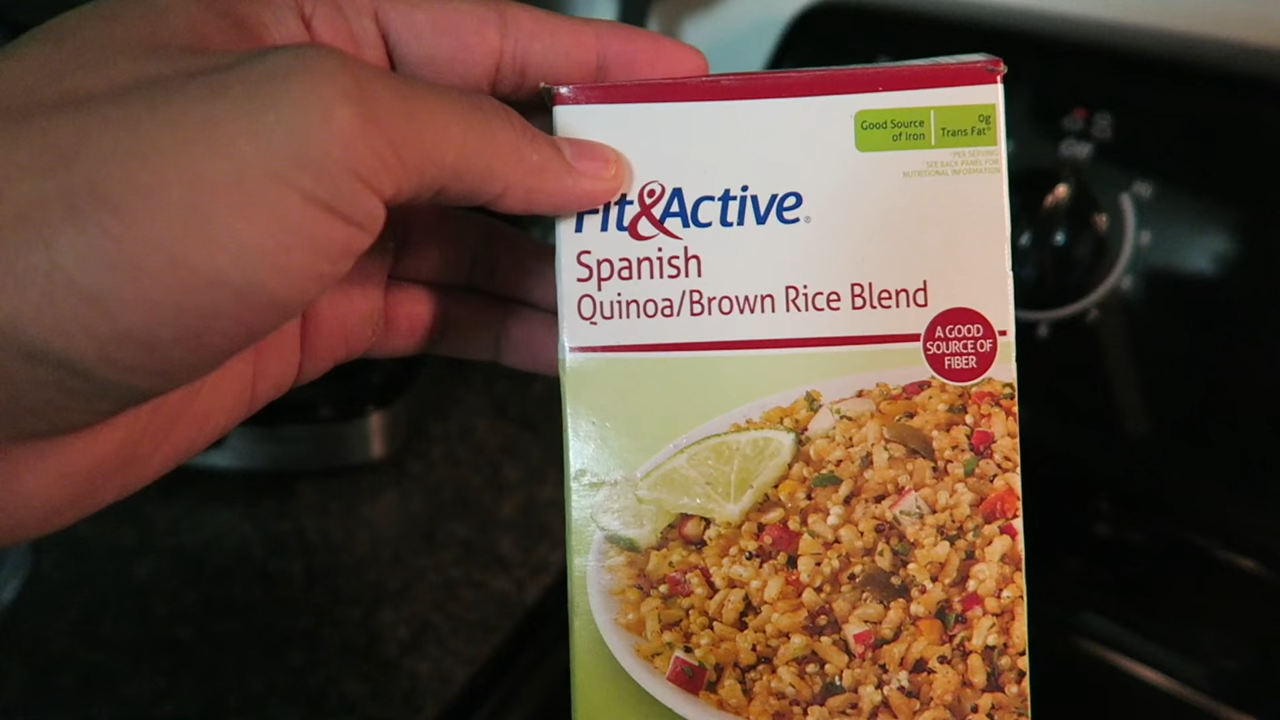 Good Source of Iron
0g Trans Fat*
*PER SERVING
SEE BACK PANEL FOR
NUTRITIONAL INFORMATION
Fit&Active®
Spanish
Quinoa/Brown Rice Blend
A GOOD
SOURCE OF
FIBER